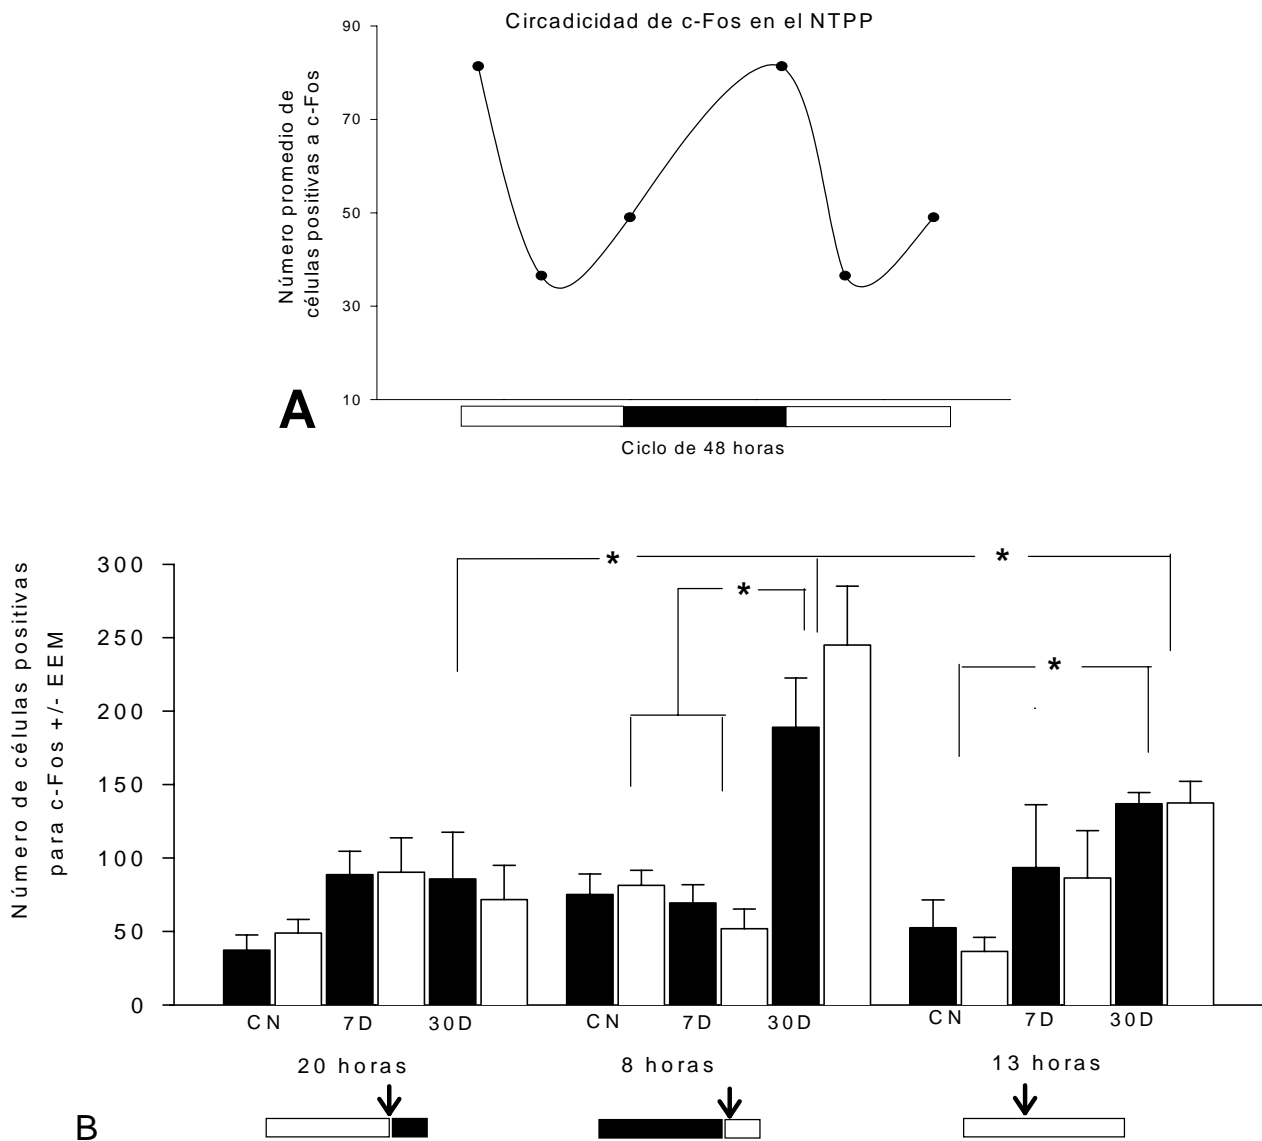 Circadicidad de c-Fos en el NTPP
Número promedio de
células positivas a c-Fos
90
70
50
30
10
A
Ciclo de 48 horas
Número de células positivas
para c-Fos +/- EEM
300
250
200
150
100
50
0
* *
*
*
CN 7D 30D CN 7D 30D CN 7D 30D
20 horas 8 horas 13 horas
B